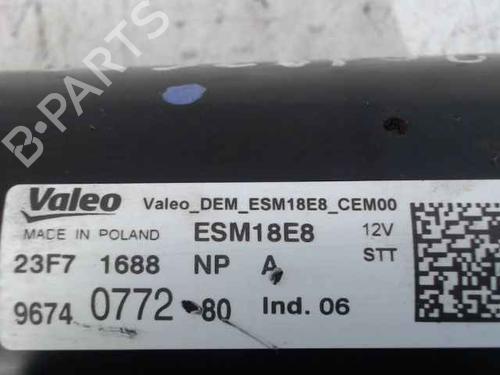 B-PARTS
Valeo Valeo_DEM_ESM18E8_CEM00
MADE IN POLAND ESM18E8 12V
23F7 1688 NP A STT
9674 0772 80 Ind. 06